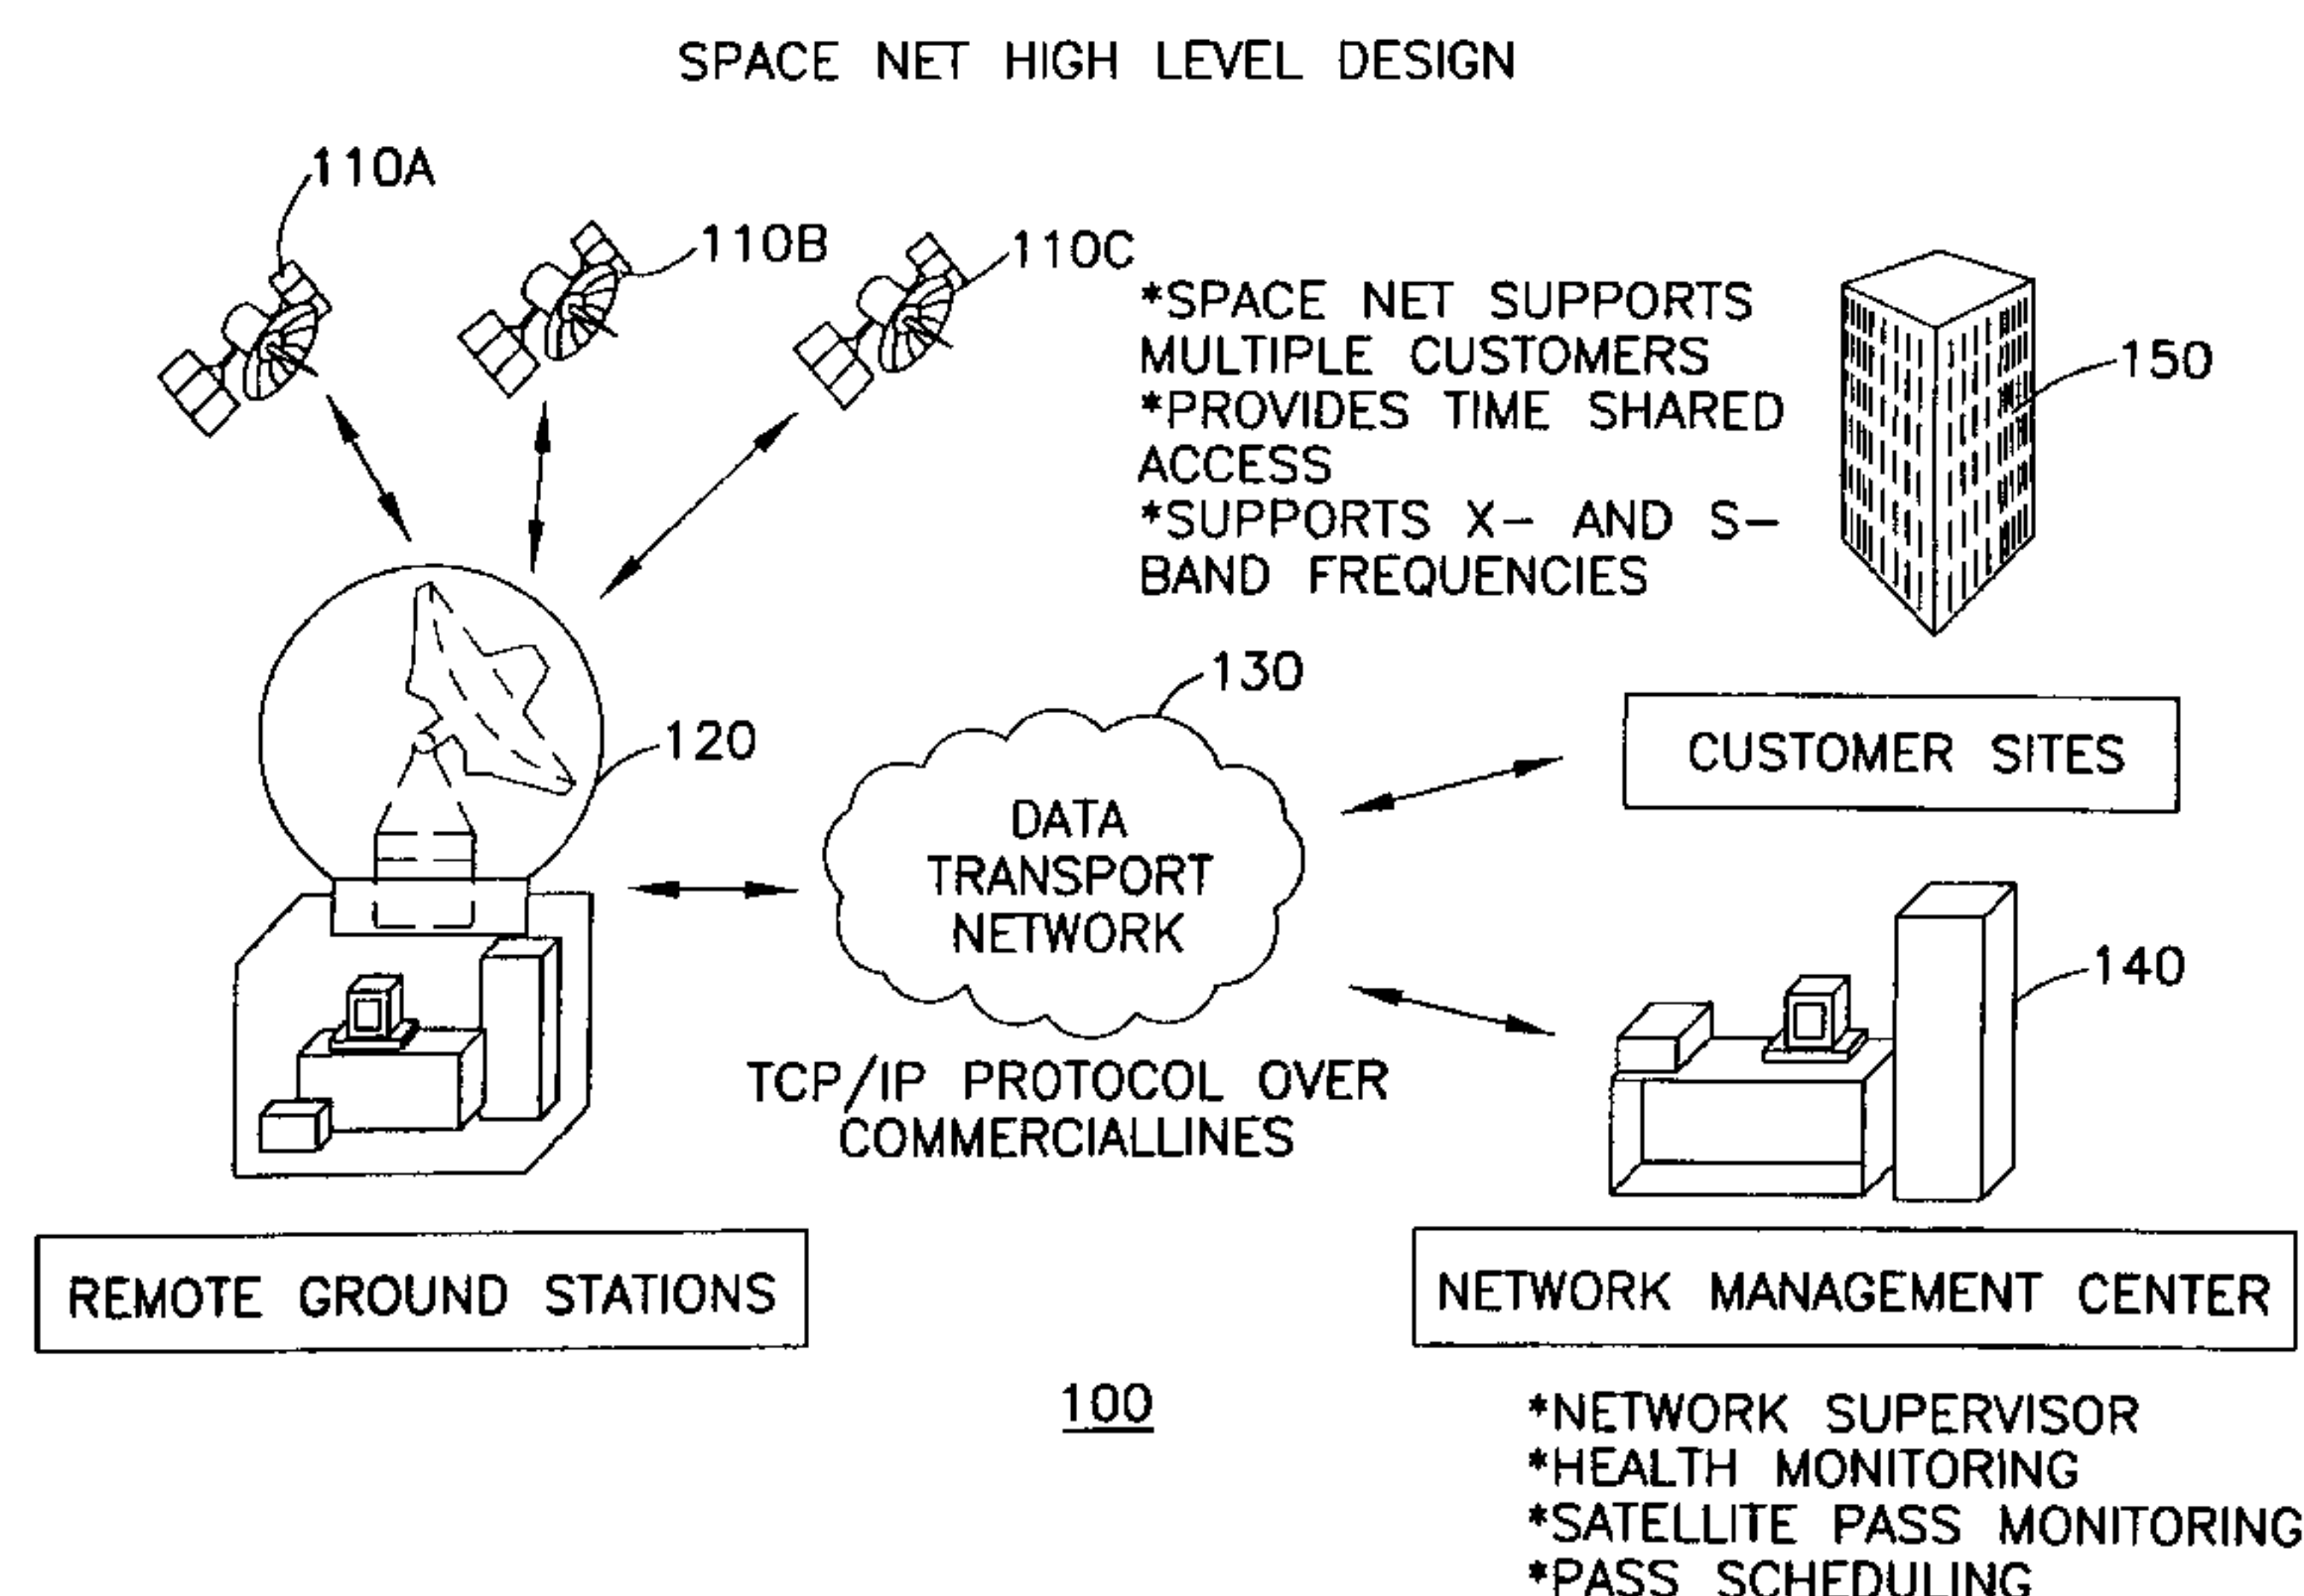 SPACE NET HIGH LEVEL DESIGN
110A
110B
110C
*SPACE NET SUPPORTS
MULTIPLE CUSTOMERS
*PROVIDES TIME SHARED
ACCESS
*SUPPORTS X- AND S-
BAND FREQUENCIES
150
130
120
CUSTOMER SITES
DATA
TRANSPORT
NETWORK
140
TCP/IP PROTOCOL OVER
COMMERCIALLINES
REMOTE GROUND STATIONS
NETWORK MANAGEMENT CENTER
100
*NETWORK SUPERVISOR
*HEALTH MONITORING
*SATELLITE PASS MONITORING
*PASS SCHEDULING